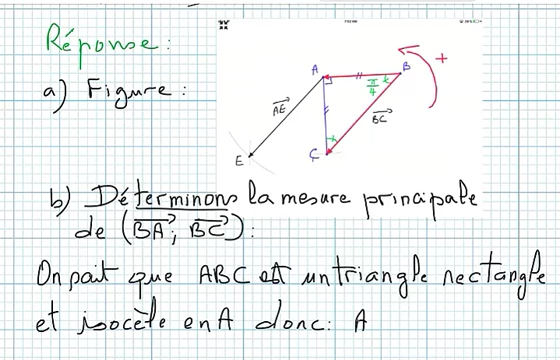 Réponse :
a) Figure :
A
B
+
π/4
x
AE
BC
E
C
x
b) Déterminons la mesure principale
de (BA ; BC) :
On sait que ABC est un triangle rectangle
et isocèle en A donc : A